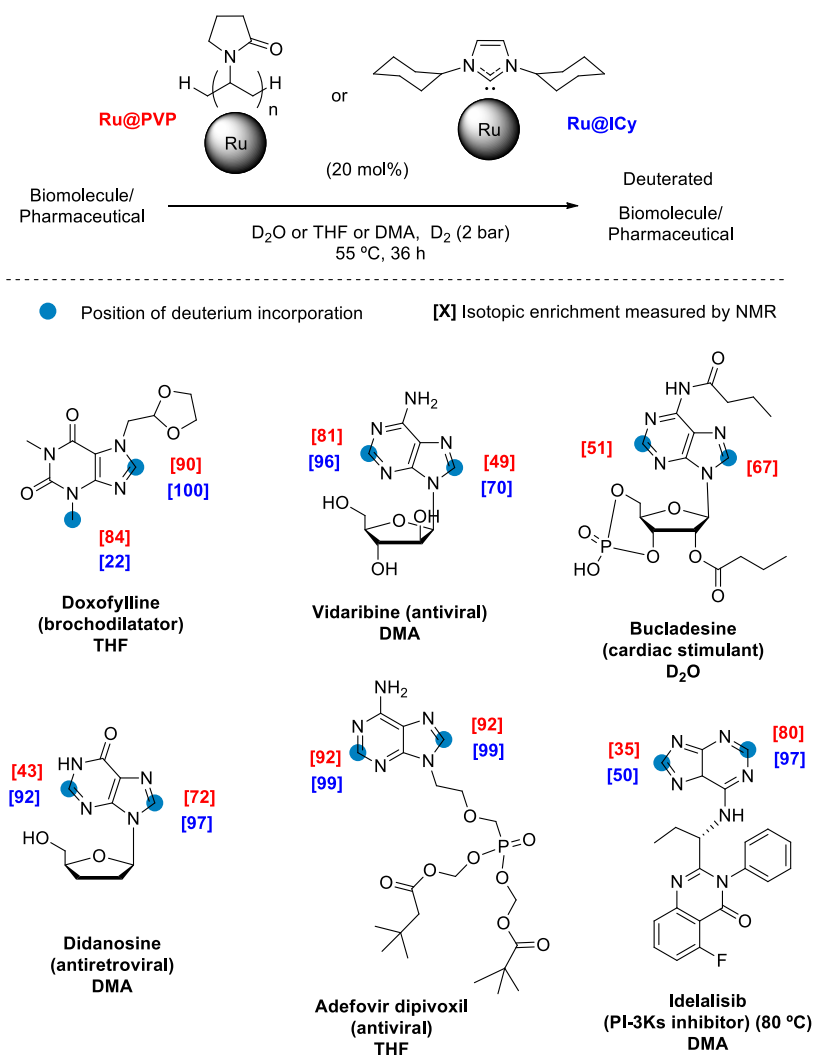 N
O
H
H
n
Ru@PVP
Ru
or
N
N
Ru
Ru@ICy
(20 mol%)
Biomolecule/
Pharmaceutical
Deuterated
Biomolecule/
Pharmaceutical
D2O or THF or DMA, D2 (2 bar)
55 ºC, 36 h
Position of deuterium incorporation
[X] Isotopic enrichment measured by NMR
O
O
O
N
N
O
N
N
[90]
[100]
[84]
[22]
Doxofylline
(brochodilatator)
THF
NH2
N
N
N
N
[81]
[96]
[49]
[70]
HO
O
OH
OH
Vidaribine (antiviral)
DMA
O
NH
N
N
N
N
[51]
[67]
O
O
P
O
HO
O
O
O
Bucladesine
(cardiac stimulant)
D2O
O
HN
N
N
N
[43]
[92]
[72]
[97]
HO
O
Didanosine
(antiretroviral)
DMA
NH2
N
N
N
N
[92]
[99]
[92]
[99]
O
P
O
O
O
O
O
O
O
Adefovir dipivoxil
(antiviral)
THF
N
N
N
N
[35]
[50]
[80]
[97]
NH
N
N
O
F
Idelalisib
(PI-3Ks inhibitor) (80 ºC)
DMA